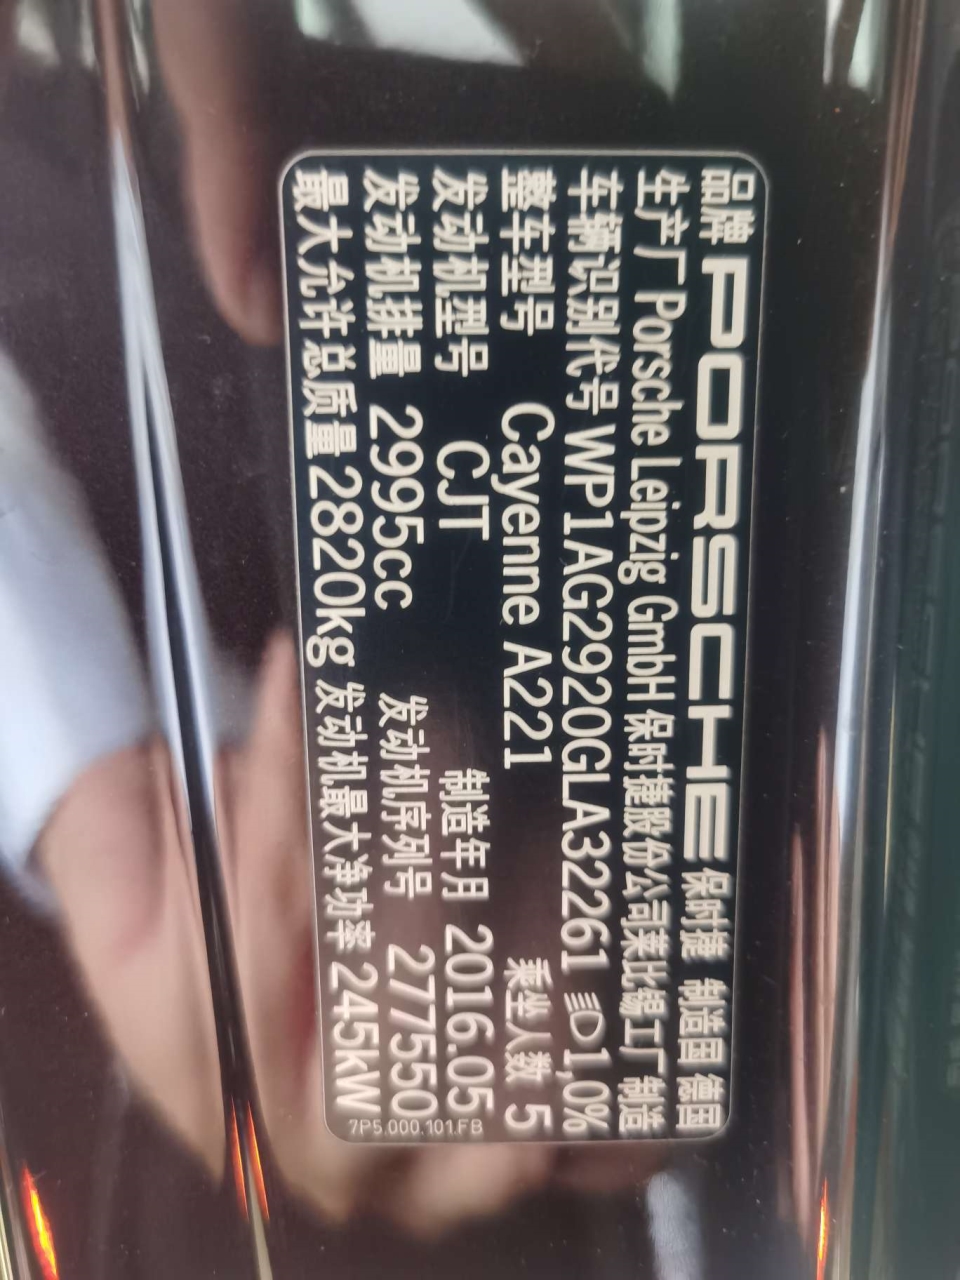 品牌 PORSCHE 保时捷 制造国 德国
生产厂 Porsche Leipzig GmbH 保时捷股份公司莱比锡工厂制造
车辆识别代号 WP1AG2920GLA32261 1,0%
整车型号 Cayenne A221 乘坐人数 5
发动机型号 CJT 制造年月 2016.05
发动机排量 2995cc 发动机序列号 277550
最大允许总质量 2820kg 发动机最大净功率 245kW
7P5.000.101.FB